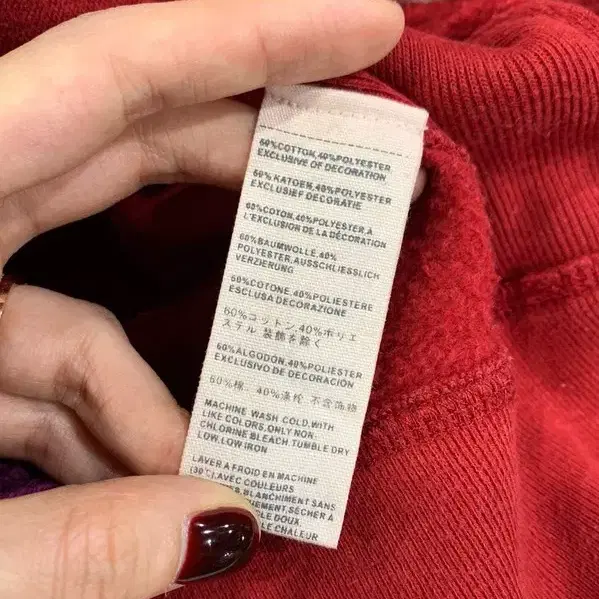 60%COTTON,40%POLYESTER
EXCLUSIVE OF DECORATION
60% KATOEN,40%POLYESTER
EXCLUSIEF DECORATIE
60%COTON,40%POLYESTER,À
L'EXCLUSION DE LA DÉCORATION
60%BAUMWOLLE,40%
POLYESTER,AUSSCHLIESSLICH
VERZIERUNG
60%COTONE,40%POLIESTERE
ESCLUSA DECORAZIONE
60%コットン,40%ポリエ
ステル 装飾を除く
60%ALGODON,40%POLIESTER
EXCLUSIVO DE DECORACIÓN
60%棉, 40%涤纶 不含饰物
MACHINE WASH COLD,WITH
LIKE COLORS,ONLY NON
CHLORINE BLEACH,TUMBLE DRY
LOW,LOW IRON
LAVER A FROID EN MACHINE
(30°C),AVEC COULEURS
BLANCHIMENT SANS
SÉCHER À
DOUX,
LE CHALEUR